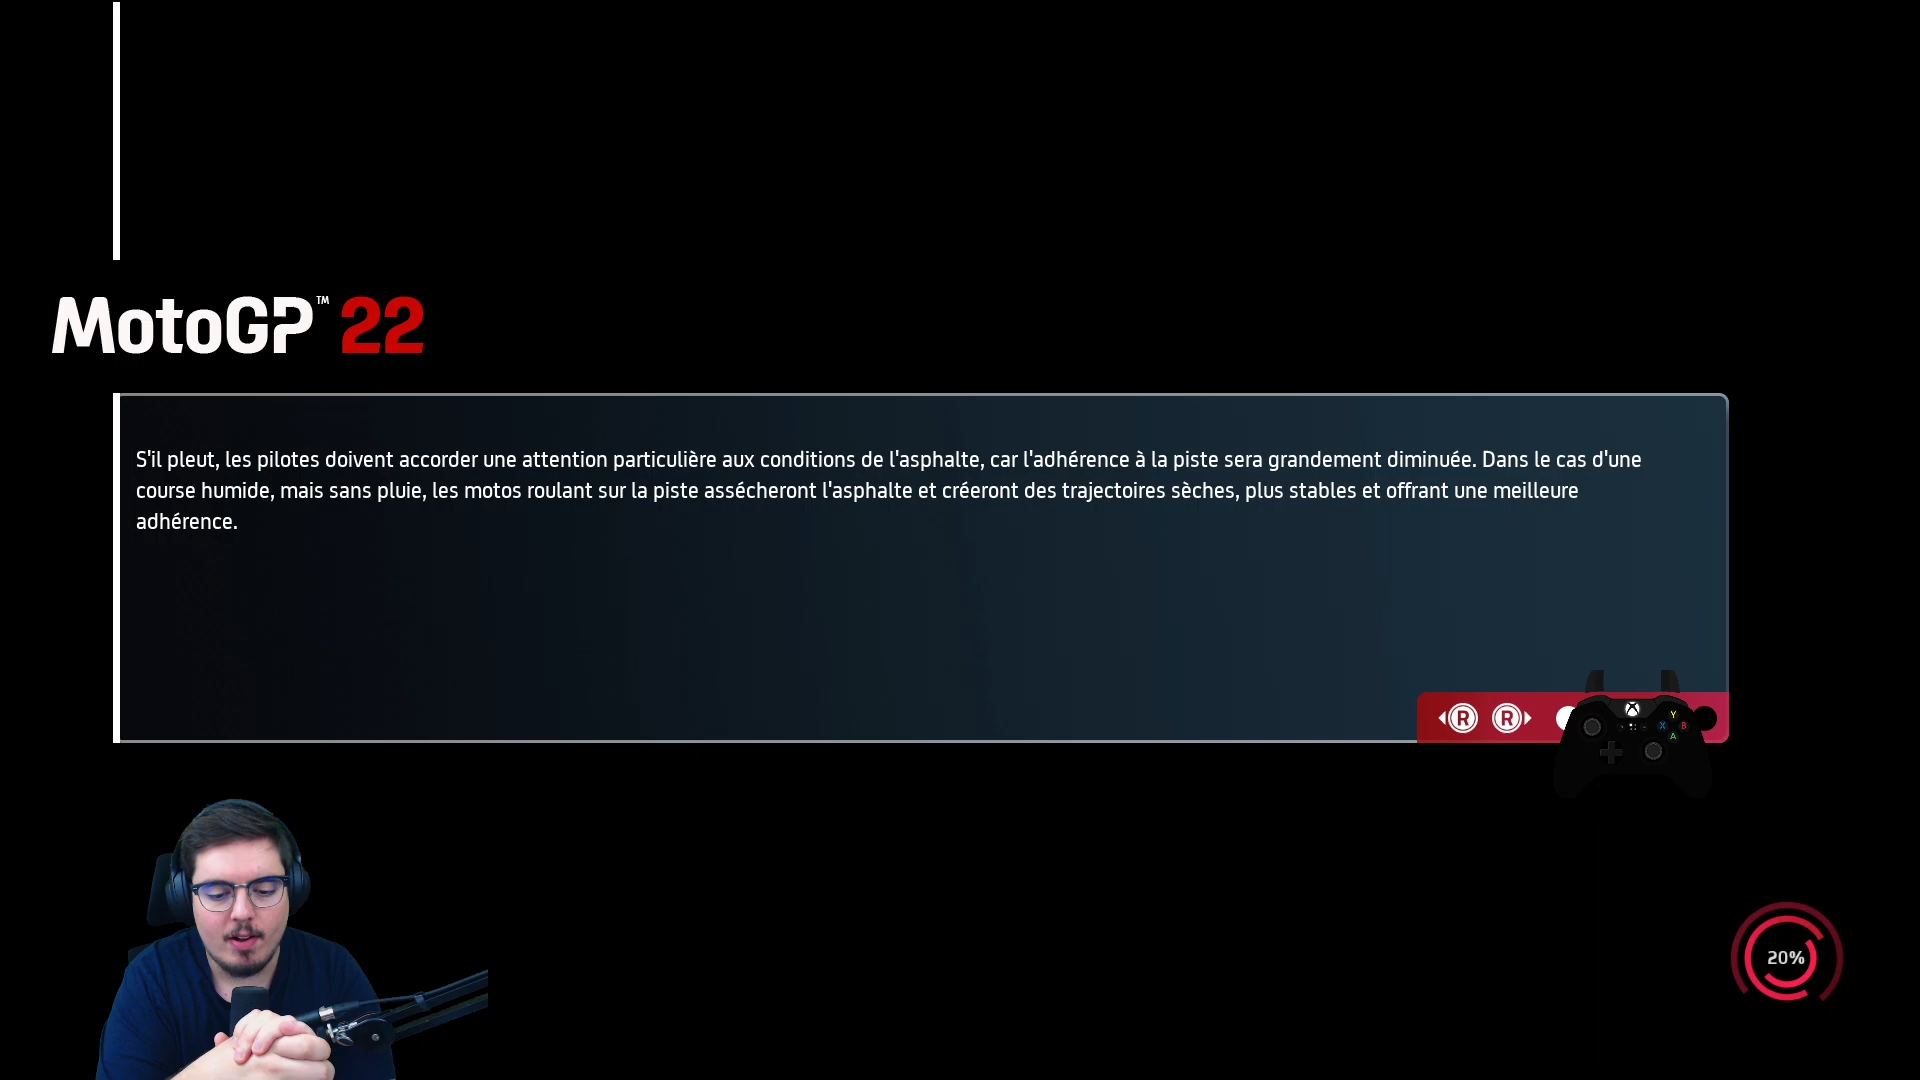 MotoGP™22
S'il pleut, les pilotes doivent accorder une attention particulière aux conditions de l'asphalte, car l'adhérence à la piste sera grandement diminuée. Dans le cas d'une
course humide, mais sans pluie, les motos roulant sur la piste assécheront l'asphalte et créeront des trajectoires sèches, plus stables et offrant une meilleure
adhérence.
R R
Y
X B
A
20%